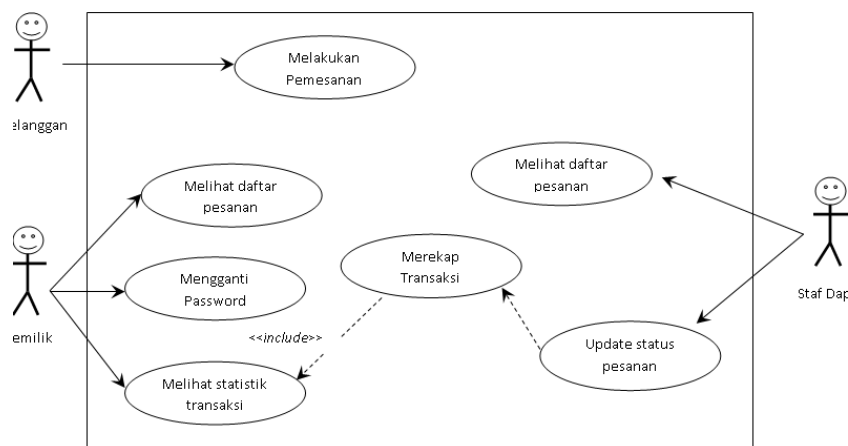 Melakukan
Pemesanan
elanggan
Melihat daftar
pesanan
Melihat daftar
pesanan
Merekap
Transaksi
Mengganti
Password
Staf Dap
emilik
<<include>>
Update status
pesanan
Melihat statistik
transaksi